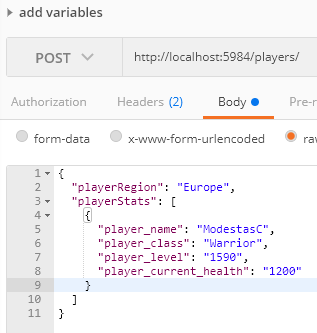 add variables
POST http://localhost:5984/players/
Authorization Headers (2) Body Pre-r
form-data x-www-form-urlencoded raw
1 {
2 "playerRegion": "Europe",
3 "playerStats": [
4 {
5 "player_name": "ModestasC",
6 "player_class": "Warrior",
7 "player_level": "1590",
8 "player_current_health": "1200"
9 }
10 ]
11 }